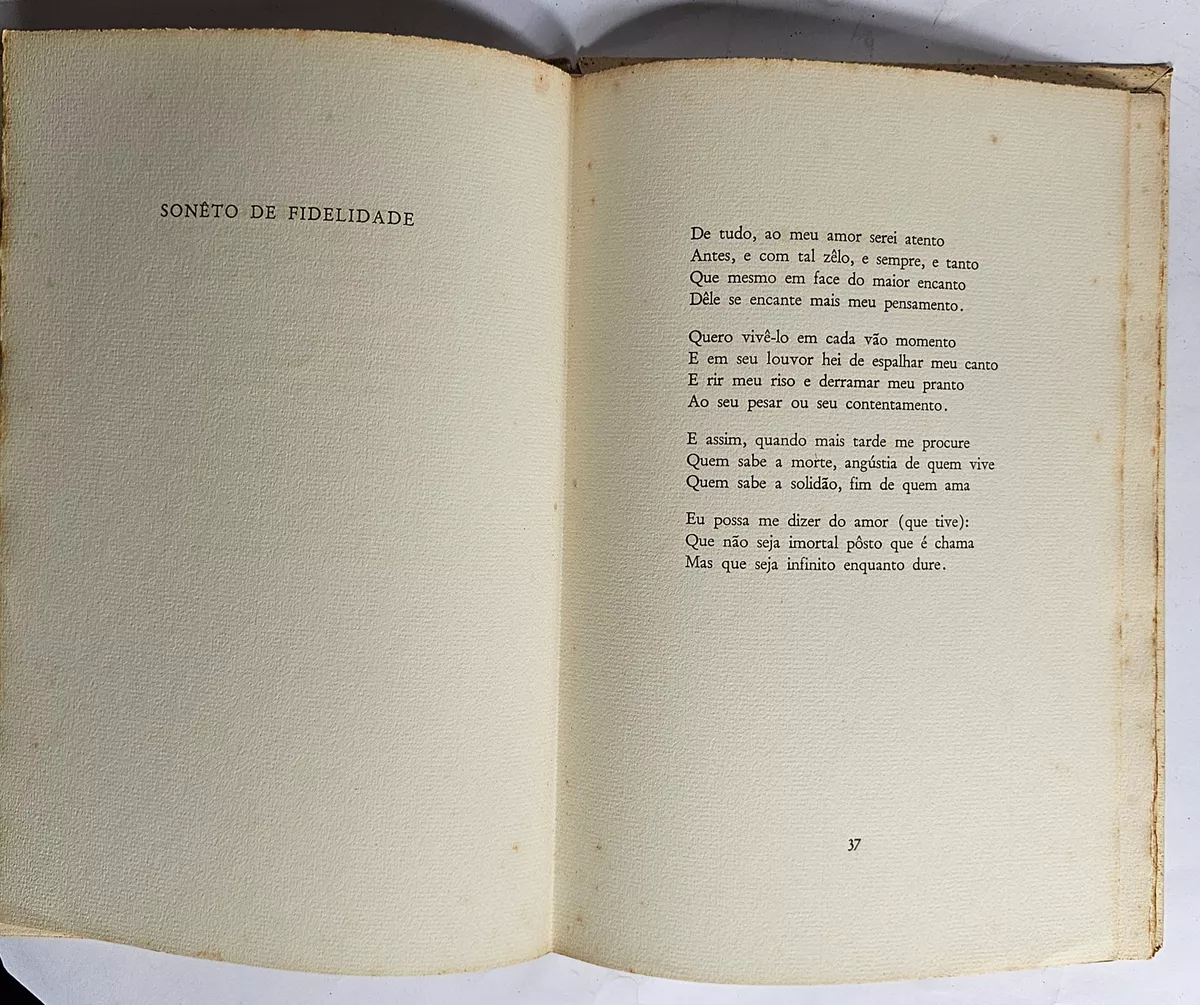 SONÊTO DE FIDELIDADE
De tudo, ao meu amor serei atento
Antes, e com tal zêlo, e sempre, e tanto
Que mesmo em face do maior encanto
Dêle se encante mais meu pensamento.
Quero vivê-lo em cada vão momento
E em seu louvor hei de espalhar meu canto
E rir meu riso e derramar meu pranto
Ao seu pesar ou seu contentamento.
E assim, quando mais tarde me procure
Quem sabe a morte, angústia de quem vive
Quem sabe a solidão, fim de quem ama
Eu possa me dizer do amor (que tive):
Que não seja imortal pôsto que é chama
Mas que seja infinito enquanto dure.
37